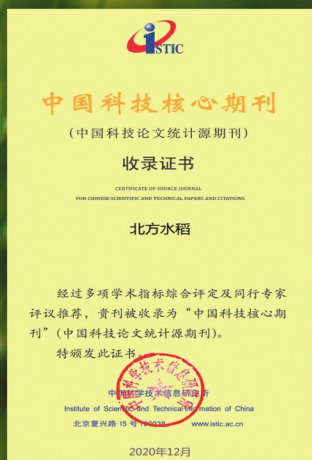 ISTIC
中国科技核心期刊
(中国科技论文统计源期刊)
收录证书
CERTIFICATE OF SOURCE JOURNAL
FOR CHINESE SCIENTIFIC AND TECHNICAL PAPERS AND CITATIONS
北方水稻
经过多项学术指标综合评定及同行专家
评议推荐，贵刊被收录为“中国科技核心期
刊”(中国科技论文统计源期刊)。
特颁发此证书。
中国科学技术信息研究所
Institute of Scientific and Technical Information of China
北京复兴路 15 号 100038 www.istic.ac.cn
2020年12月